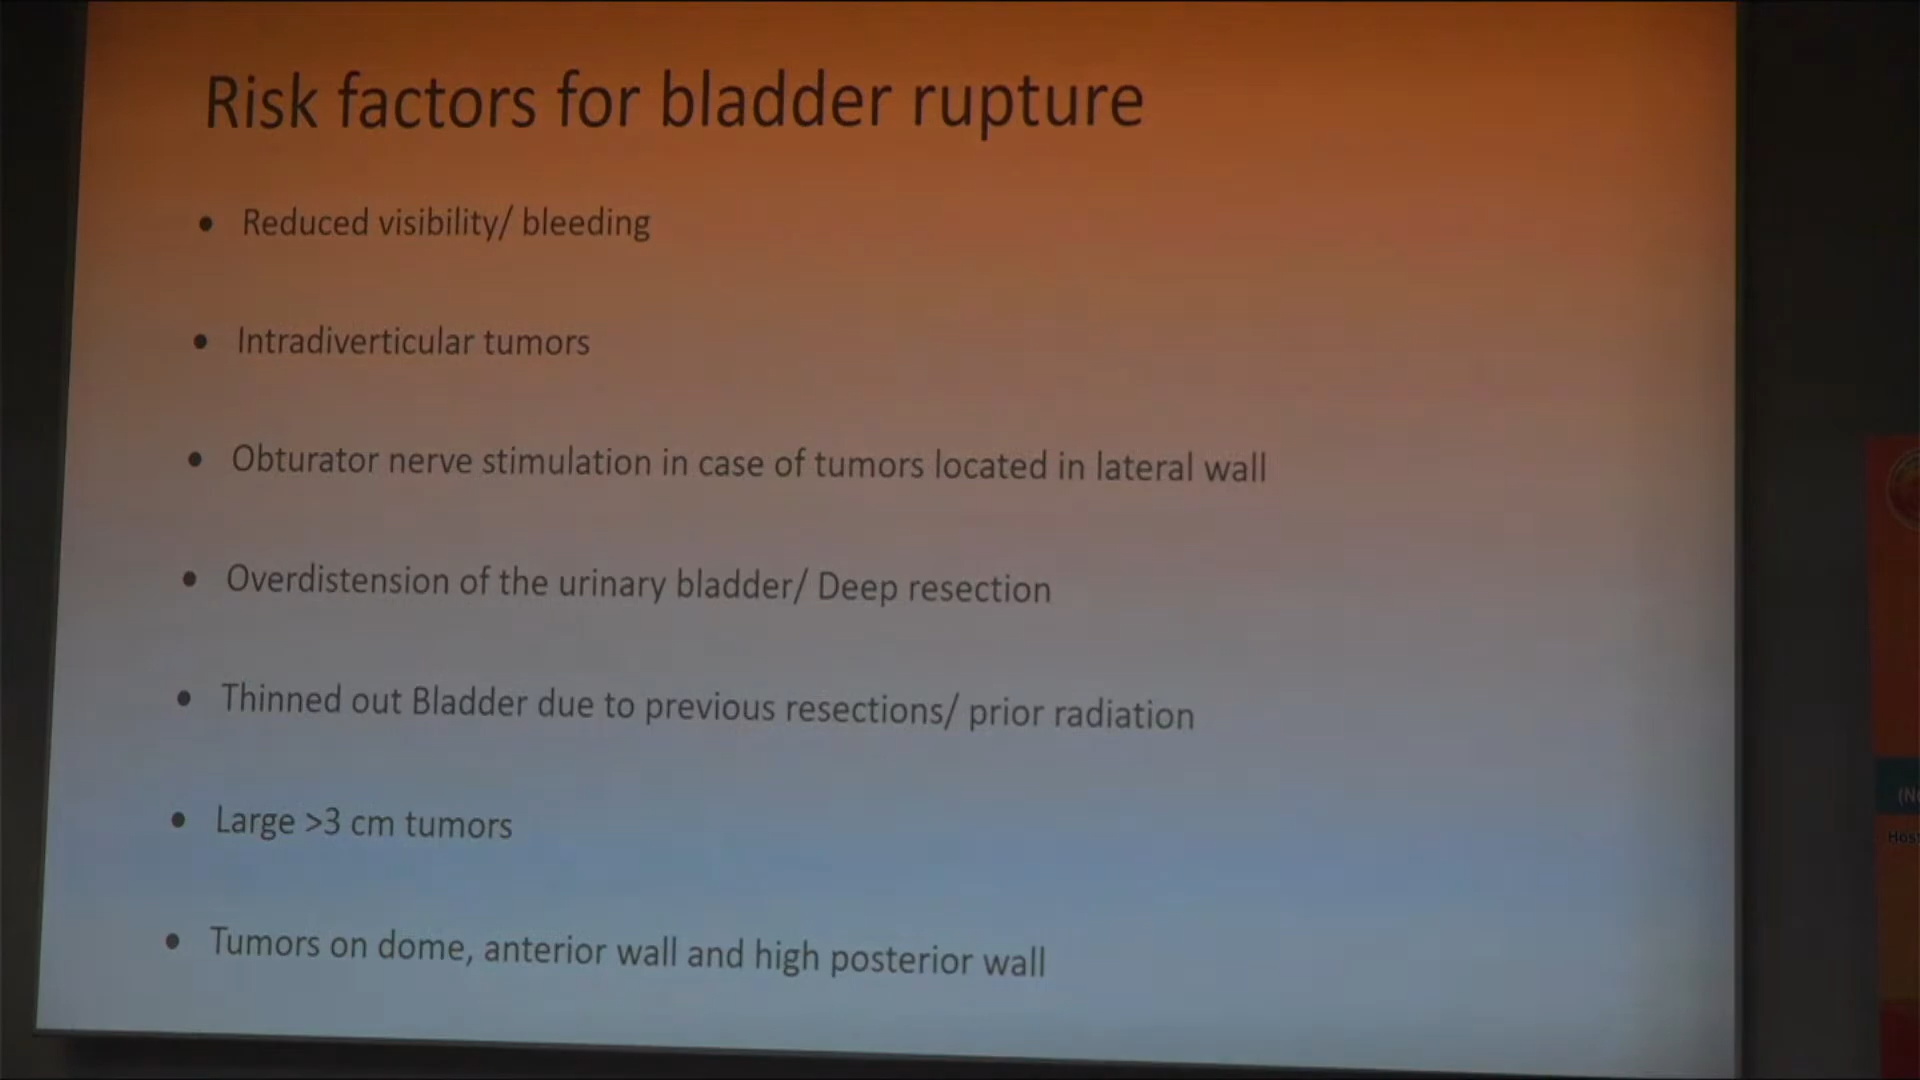 Risk factors for bladder rupture
• Reduced visibility/ bleeding
• Intradiverticular tumors
• Obturator nerve stimulation in case of tumors located in lateral wall
• Overdistension of the urinary bladder/ Deep resection
• Thinned out Bladder due to previous resections/ prior radiation
• Large >3 cm tumors
• Tumors on dome, anterior wall and high posterior wall